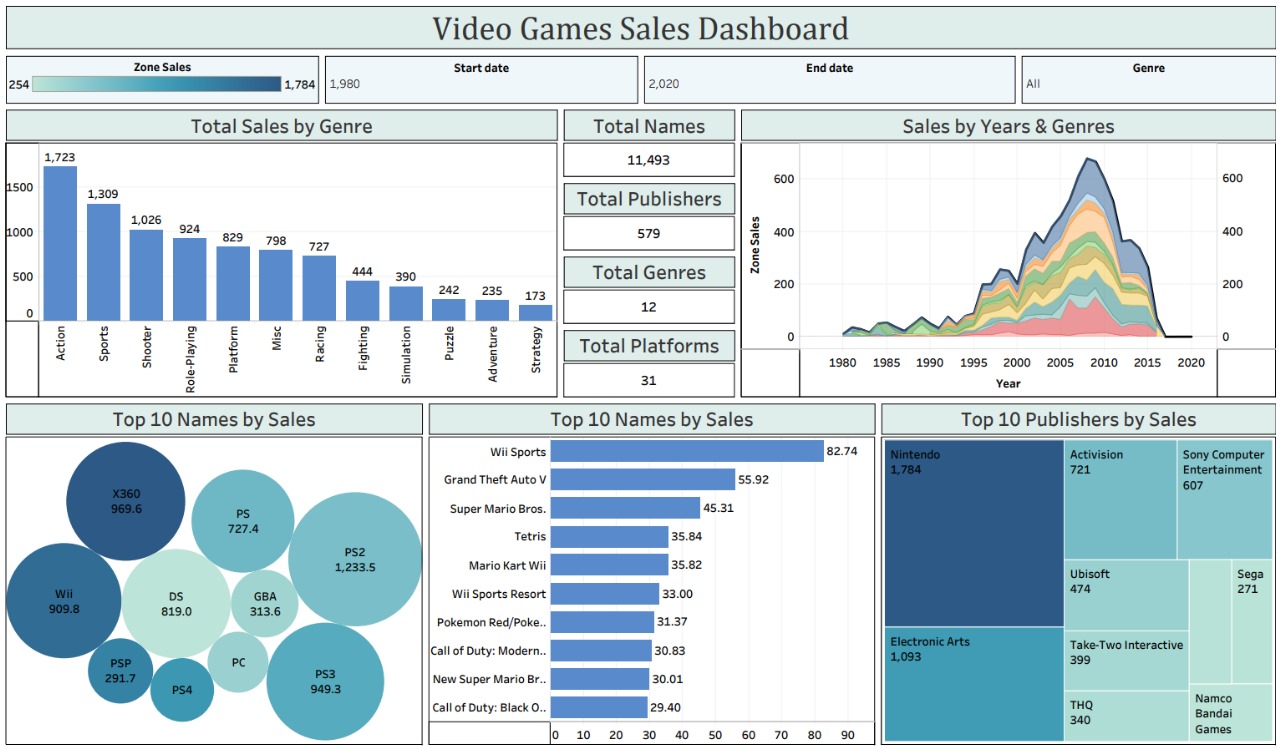 Video Games Sales Dashboard
Zone Sales
254
1,784
Start date
1,980
End date
2,020
Genre
All
Total Sales by Genre
1500
1000
500
0
1,723
1,309
1,026
924
829
798
727
444
390
242
235
173
Action
Sports
Shooter
Role-Playing
Platform
Misc
Racing
Fighting
Simulation
Puzzle
Adventure
Strategy
Total Names
11,493
Total Publishers
579
Total Genres
12
Total Platforms
31
Sales by Years & Genres
Zone Sales
600
400
200
0
600
400
200
0
1980
1985
1990
1995
2000
2005
2010
2015
2020
Year
Top 10 Names by Sales
X360
969.6
PS
727.4
PS2
1,233.5
Wii
909.8
DS
819.0
GBA
313.6
PSP
291.7
PS4
PC
PS3
949.3
Top 10 Names by Sales
Wii Sports
82.74
Grand Theft Auto V
55.92
Super Mario Bros.
45.31
Tetris
35.84
Mario Kart Wii
35.82
Wii Sports Resort
33.00
Pokemon Red/Poke..
31.37
Call of Duty: Modern..
30.83
New Super Mario Br..
30.01
Call of Duty: Black O..
29.40
0
10
20
30
40
50
60
70
80
90
Top 10 Publishers by Sales
Nintendo
1,784
Electronic Arts
1,093
Activision
721
Sony Computer
Entertainment
607
Ubisoft
474
Take-Two Interactive
399
THQ
340
Sega
271
Namco
Bandai
Games